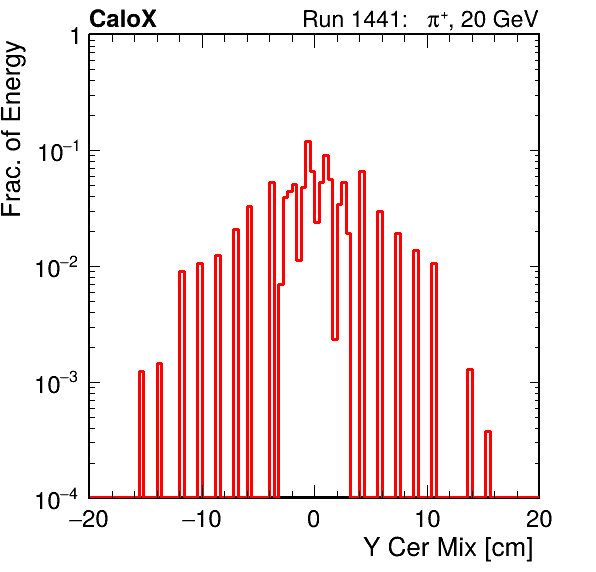 CaloX Run 1441: π⁺, 20 GeV
Frac. of Energy
1
10⁻¹
10⁻²
10⁻³
10⁻⁴
−20 −10 0 10 20
Y Cer Mix [cm]